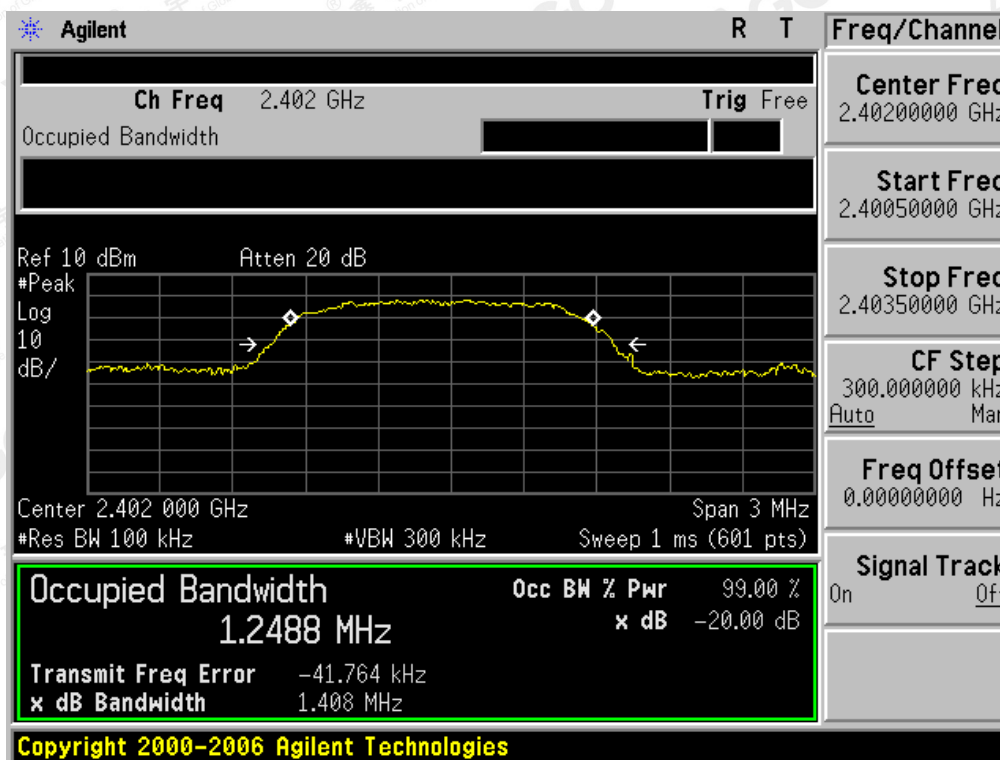 Agilent R T
Freq/Channel
Ch Freq 2.402 GHz Trig Free
Occupied Bandwidth
Center Freq
2.40200000 GHz
Start Freq
2.40050000 GHz
Stop Freq
2.40350000 GHz
CF Step
300.000000 kHz
Auto Man
Freq Offset
0.00000000 Hz
Signal Track
On Off
Ref 10 dBm Atten 20 dB
#Peak
Log
10
dB/
Center 2.402 000 GHz Span 3 MHz
#Res BW 100 kHz #VBW 300 kHz Sweep 1 ms (601 pts)
Occupied Bandwidth
1.2488 MHz
Occ BW % Pwr 99.00 %
x dB -20.00 dB
Transmit Freq Error -41.764 kHz
x dB Bandwidth 1.408 MHz
Copyright 2000-2006 Agilent Technologies